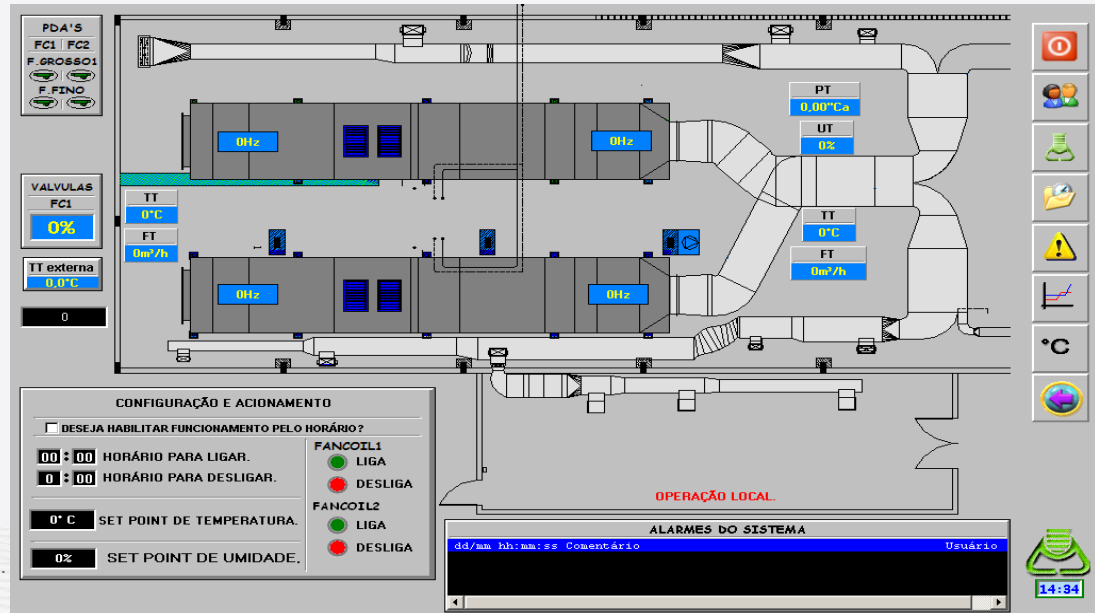 PDA'S
FC1 FC2
F.GROSSO1
F.FINO
VALVULAS
FC1
0%
TT externa
0,0°C
0
0Hz
0Hz
TT
0°C
FT
0m³/h
0Hz
0Hz
PT
0,00"Ca
UT
0%
TT
0°C
FT
0m³/h
°C
CONFIGURAÇÃO E ACIONAMENTO
DESEJA HABILITAR FUNCIONAMENTO PELO HORÁRIO?
00 : 00 HORÁRIO PARA LIGAR.
0 : 00 HORÁRIO PARA DESLIGAR.
0° C SET POINT DE TEMPERATURA.
0% SET POINT DE UMIDADE.
FANCOIL1
LIGA
DESLIGA
FANCOIL2
LIGA
DESLIGA
OPERAÇÃO LOCAL.
ALARMES DO SISTEMA
dd/mm hh:mm:ss Comentário Usuário
14:34